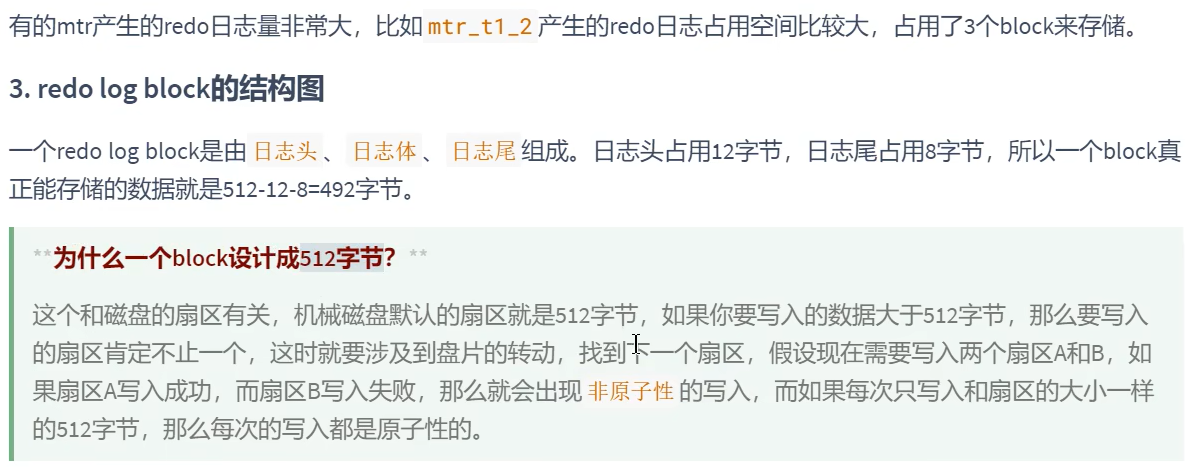 有的mtr产生的redo日志量非常大，比如 mtr_t1_2 产生的redo日志占用空间比较大，占用了3个block来存储。
3. redo log block的结构图
一个redo log block是由 日志头 、 日志体 、 日志尾 组成。日志头占用12字节，日志尾占用8字节，所以一个block真
正能存储的数据就是512-12-8=492字节。
**为什么一个block设计成512字节？ **
这个和磁盘的扇区有关，机械磁盘默认的扇区就是512字节，如果你要写入的数据大于512字节，那么要写入
的扇区肯定不止一个，这时就要涉及到盘片的转动，找到下一个扇区，假设现在需要写入两个扇区A和B，如
果扇区A写入成功，而扇区B写入失败，那么就会出现 非原子性 的写入，而如果每次只写入和扇区的大小一样
的512字节，那么每次的写入都是原子性的。